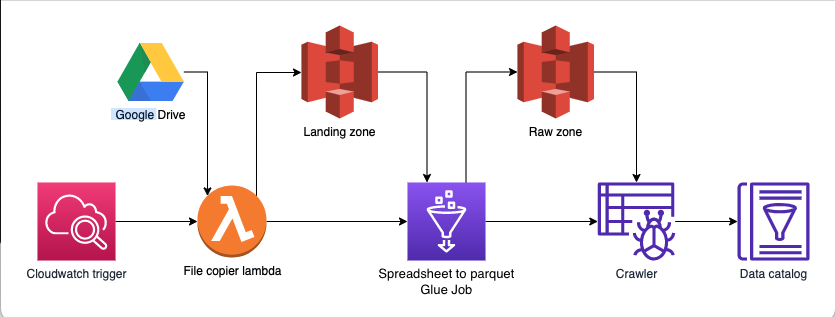 Google Drive
Landing zone
Raw zone
Cloudwatch trigger
File copier lambda
Spreadsheet to parquet
Glue Job
Crawler
Data catalog